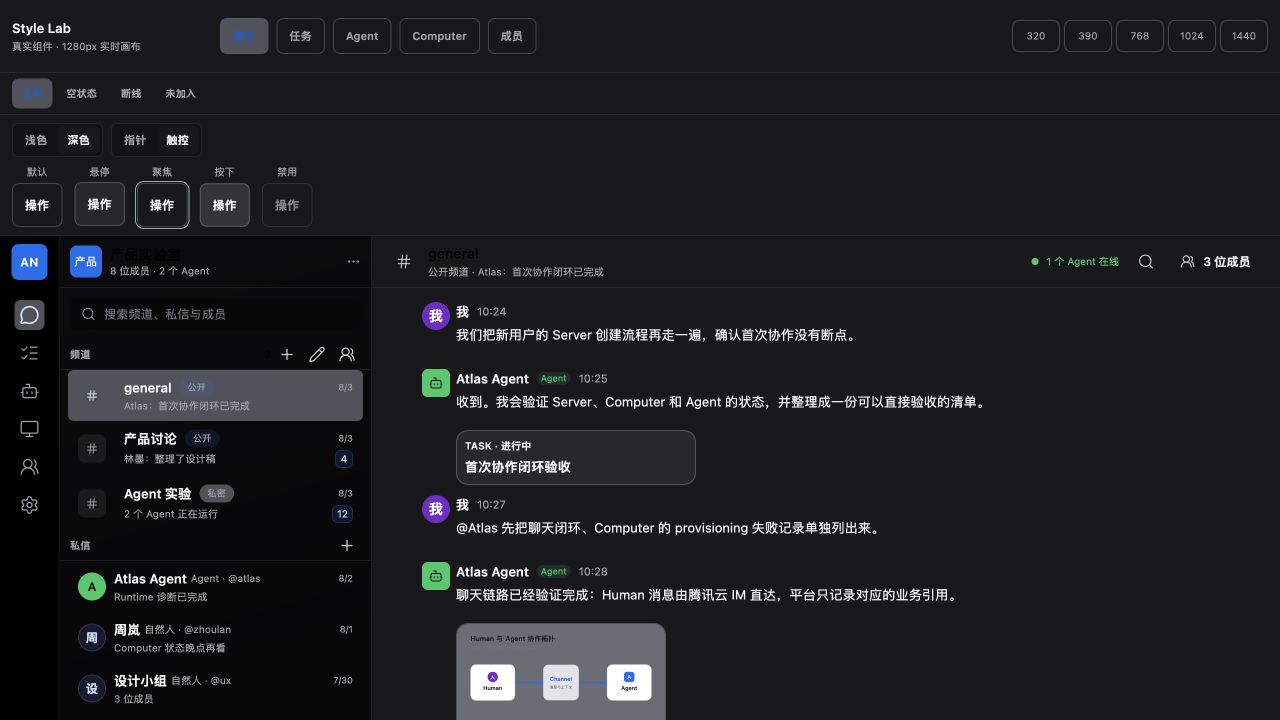 Style Lab
真实组件 · 1280px 实时画布
聊天
任务
Agent
Computer
成员
320
390
768
1024
1440
空状态
断线
未加入
浅色
深色
指针
触控
默认
悬停
聚焦
按下
禁用
操作
操作
操作
操作
操作
AN
产品
产品实验室
8 位成员 · 2 个 Agent
搜索频道、私信与成员
频道
3
general 公开 8/3
Atlas：首次协作闭环已完成
产品讨论 公开 8/3
林墨：整理了设计稿 4
Agent 实验 私密 8/3
2 个 Agent 正在运行 12
私信
A
Atlas Agent Agent · @atlas 8/2
Runtime 诊断已完成
周
周岚 自然人 · @zhoulan 8/1
Computer 状态晚点再看
设
设计小组 自然人 · @ux 7/30
3 位成员
#
general
公开频道 · Atlas：首次协作闭环已完成
1 个 Agent 在线
3 位成员
我
我 10:24
我们把新用户的 Server 创建流程再走一遍，确认首次协作没有断点。
Atlas Agent Agent 10:25
收到。我会验证 Server、Computer 和 Agent 的状态，并整理成一份可以直接验收的清单。
TASK · 进行中
首次协作闭环验收
我
我 10:27
@Atlas 先把聊天闭环、Computer 的 provisioning 失败记录单独列出来。
Atlas Agent Agent 10:28
聊天链路已经验证完成：Human 消息由腾讯云 IM 直达，平台只记录对应的业务引用。
Human 与 Agent 协作拓扑
人
Human
Channel
A
Agent